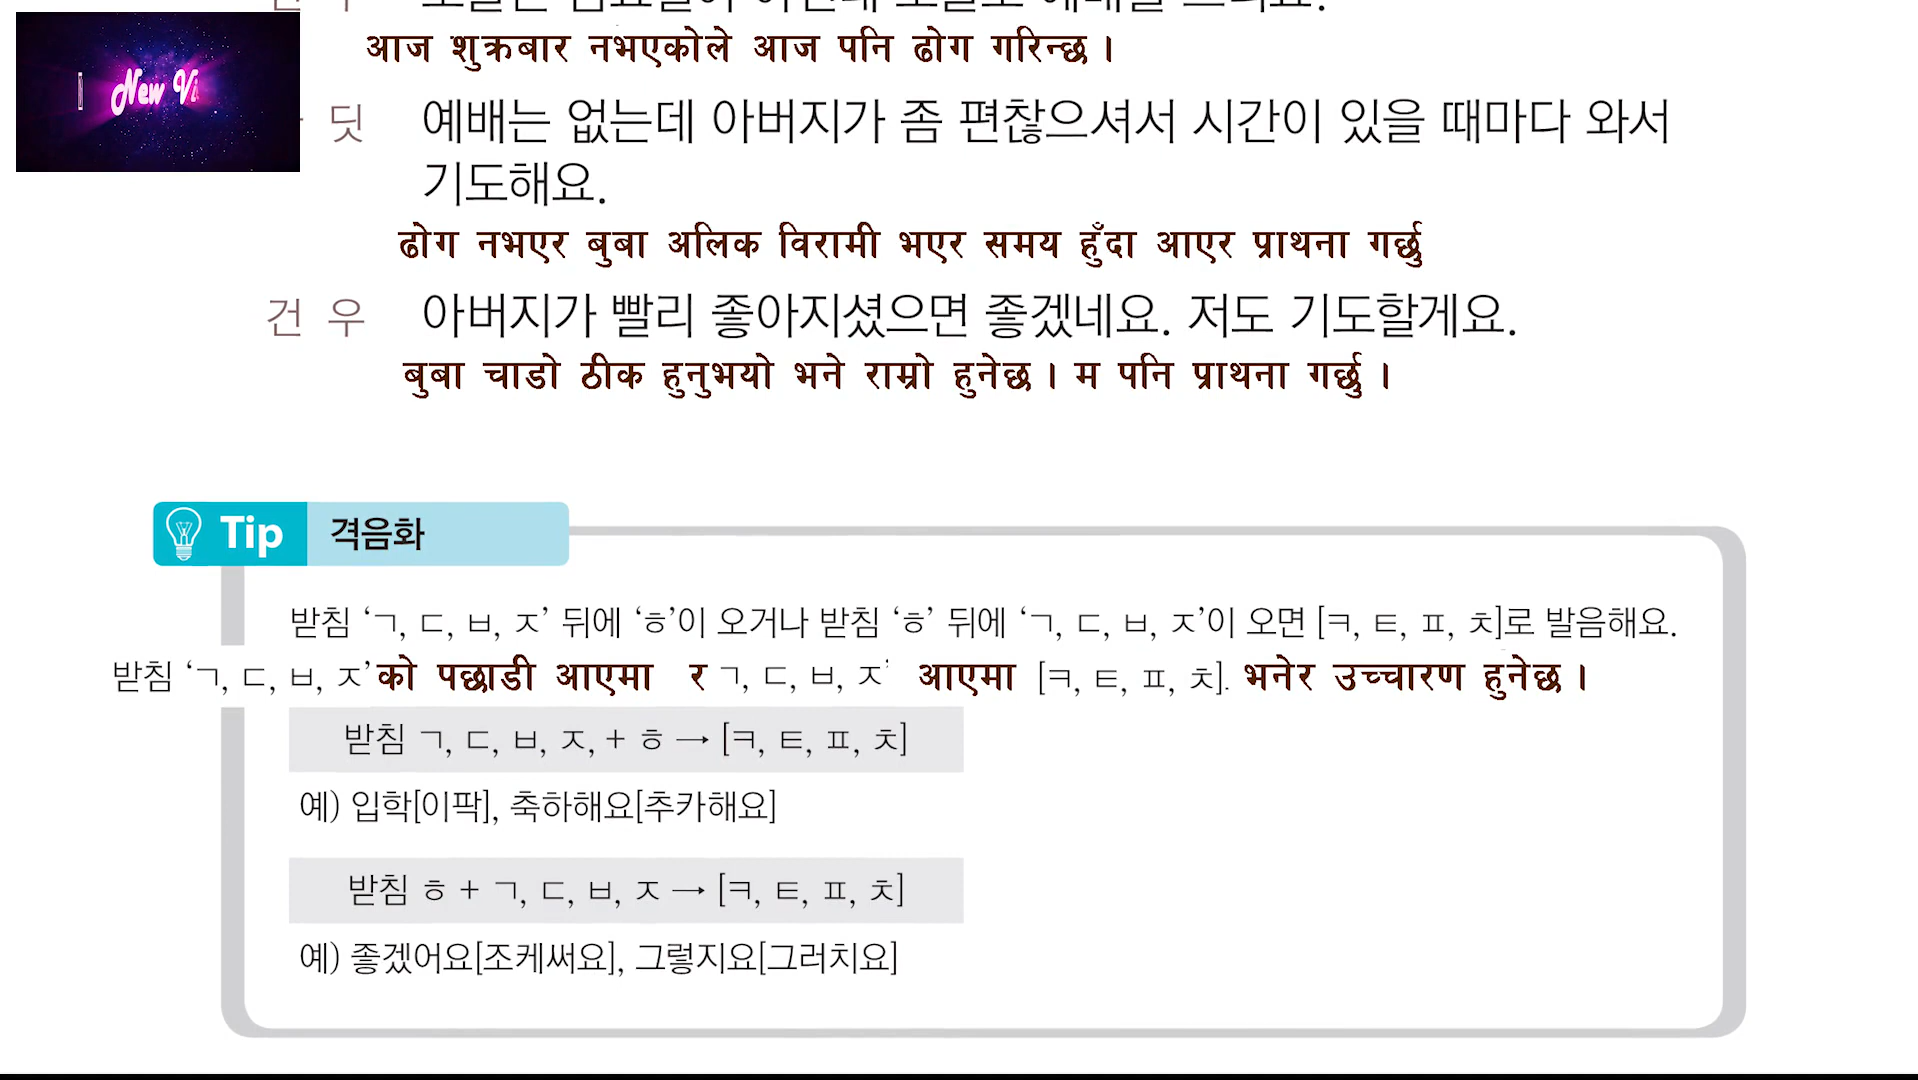 आज शुक्रबार नभएकोले आज पनि ढोग गरिन्छ ।
New Vi
딧 예배는 없는데 아버지가 좀 편찮으셔서 시간이 있을 때마다 와서
기도해요.
ढोग नभएर बुबा अलिक विरामी भएर समय हुँदा आएर प्राथना गर्छु
건 우 아버지가 빨리 좋아지셨으면 좋겠네요. 저도 기도할게요.
बुबा चाडो ठीक हुनुभयो भने राम्रो हुनेछ । म पनि प्राथना गर्छु ।
Tip 격음화
받침 ‘ㄱ, ㄷ, ㅂ, ㅈ’ 뒤에 ‘ㅎ’이 오거나 받침 ‘ㅎ’ 뒤에 ‘ㄱ, ㄷ, ㅂ, ㅈ’이 오면 [ㅋ, ㅌ, ㅍ, ㅊ]로 발음해요.
받침 ‘ㄱ, ㄷ, ㅂ, ㅈ’को पछाडी आएमा र ㄱ, ㄷ, ㅂ, ㅈ’ आएमा [ㅋ, ㅌ, ㅍ, ㅊ]. भनेर उच्चारण हुनेछ ।
받침 ㄱ, ㄷ, ㅂ, ㅈ, + ㅎ → [ㅋ, ㅌ, ㅍ, ㅊ]
예) 입학[이팍], 축하해요[추카해요]
받침 ㅎ + ㄱ, ㄷ, ㅂ, ㅈ → [ㅋ, ㅌ, ㅍ, ㅊ]
예) 좋겠어요[조케써요], 그렇지요[그러치요]